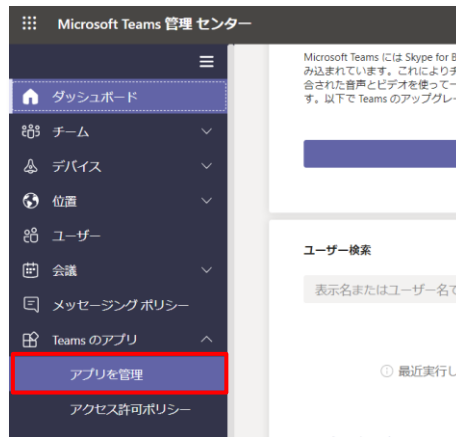 Microsoft Teams 管理 センター
ダッシュボード
チーム
デバイス
位置
ユーザー
会議
メッセージング ポリシー
Teams のアプリ
アプリを管理
アクセス許可ポリシー
Microsoft Teams には Skype for B
み込まれています。これによりチ
合された音声とビデオを使って一
す。以下で Teams のアップグレー
ユーザー検索
表示名またはユーザー名で
最近実行し